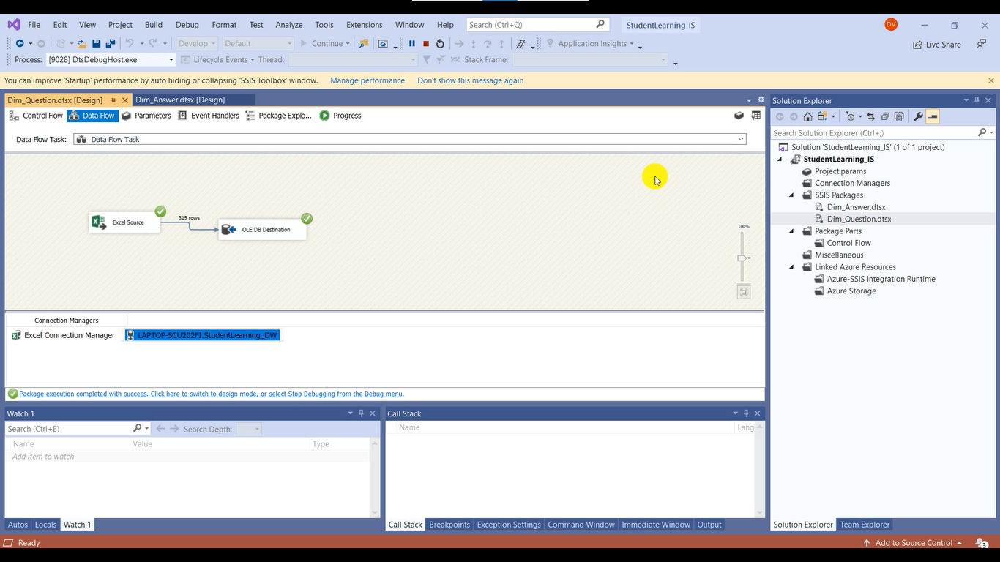 File Edit View Project Build Debug Format Test Analyze Tools Extensions Window Help Search (Ctrl+Q) StudentLearning_IS DV
Develop Default Continue Application Insights Live Share
Process: [9028] DtsDebugHost.exe Lifecycle Events Thread: Stack Frame:
You can improve 'Startup' performance by auto hiding or collapsing 'SSIS Toolbox' window. Manage performance Don't show this message again
Dim_Question.dtsx [Design] Dim_Answer.dtsx [Design]
Control Flow Data Flow Parameters Event Handlers Package Explo... Progress
Data Flow Task: Data Flow Task
Excel Source
319 rows
OLE DB Destination
100%
Connection Managers
Excel Connection Manager LAPTOP-5CU202FI.StudentLearning_DW
Package execution completed with success. Click here to switch to design mode, or select Stop Debugging from the Debug menu.
Watch 1
Search (Ctrl+E) Search Depth:
Name Value Type
Add item to watch
Autos Locals Watch 1
Call Stack
Name Lang
Call Stack Breakpoints Exception Settings Command Window Immediate Window Output
Solution Explorer
Search Solution Explorer (Ctrl+;)
Solution 'StudentLearning_IS' (1 of 1 project)
StudentLearning_IS
Project.params
Connection Managers
SSIS Packages
Dim_Answer.dtsx
Dim_Question.dtsx
Package Parts
Control Flow
Miscellaneous
Linked Azure Resources
Azure-SSIS Integration Runtime
Azure Storage
Solution Explorer Team Explorer
Ready Add to Source Control 3